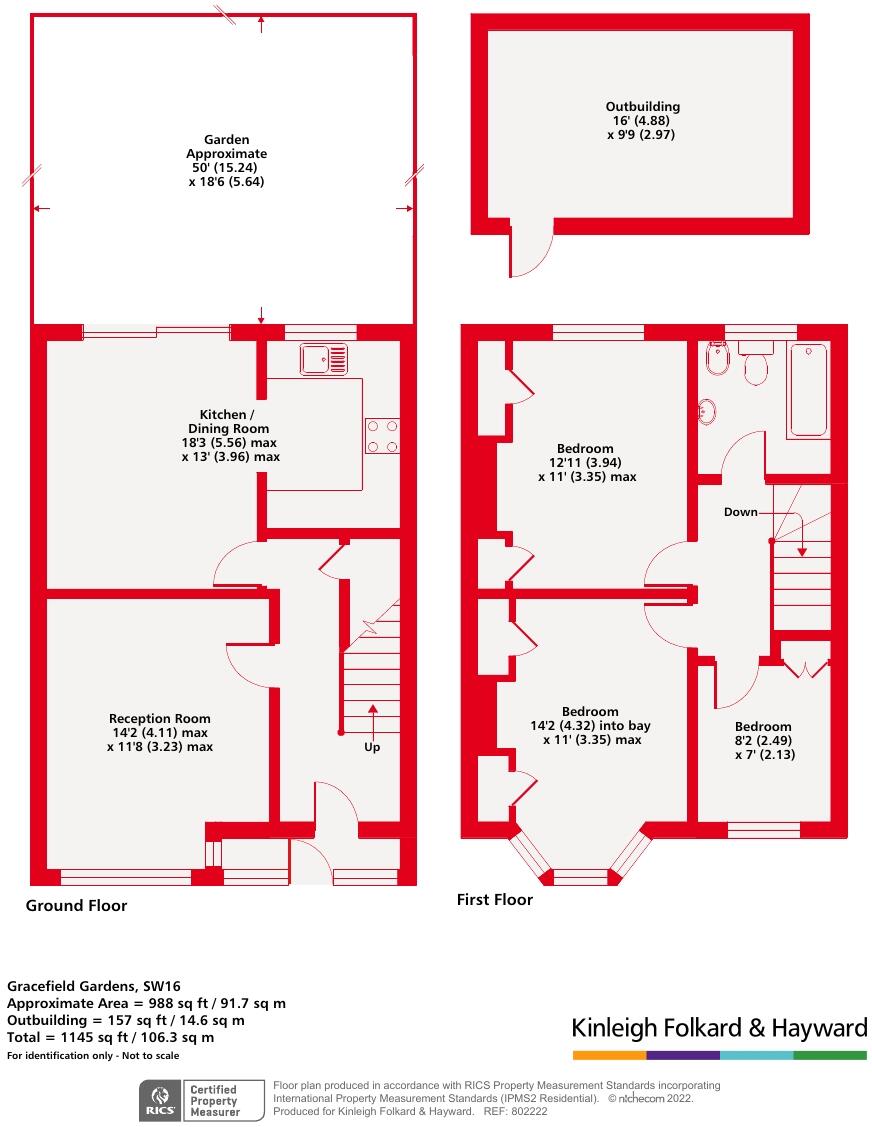 Garden
Approximate
50' (15.24)
x 18'6 (5.64)
Outbuilding
16' (4.88)
x 9'9 (2.97)
Kitchen /
Dining Room
18'3 (5.56) max
x 13' (3.96) max
Bedroom
12'11 (3.94)
x 11' (3.35) max
Down
Reception Room
14'2 (4.11) max
x 11'8 (3.23) max
Up
Bedroom
14'2 (4.32) into bay
x 11' (3.35) max
Bedroom
8'2 (2.49)
x 7' (2.13)
Ground Floor
First Floor
Gracefield Gardens, SW16
Approximate Area = 988 sq ft / 91.7 sq m
Outbuilding = 157 sq ft / 14.6 sq m
Total = 1145 sq ft / 106.3 sq m
For identification only - Not to scale
Kinleigh Folkard & Hayward
RICS
Certified
Property
Measurer
Floor plan produced in accordance with RICS Property Measurement Standards incorporating
International Property Measurement Standards (IPMS2 Residential). © ntchecom 2022.
Produced for Kinleigh Folkard & Hayward. REF: 802222